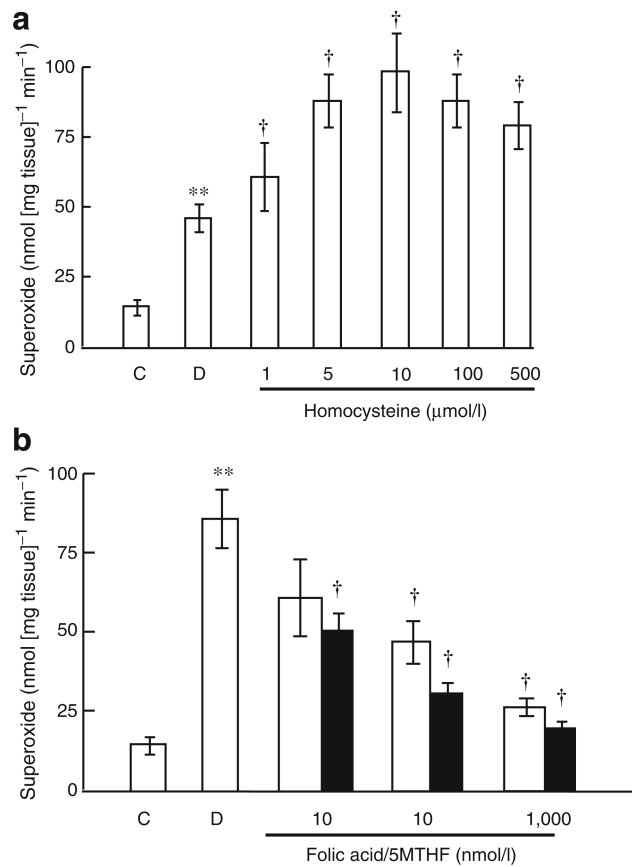 a
Superoxide (nmol [mg tissue]⁻¹ min⁻¹)
100
75
50
25
0
**
†
†
†
†
†
C D 1 5 10 100 500
Homocysteine (μmol/l)
b
Superoxide (nmol [mg tissue]⁻¹ min⁻¹)
100
75
50
25
0
**
†
†
†
†
†
C D 10 10 1,000
Folic acid/5MTHF (nmol/l)